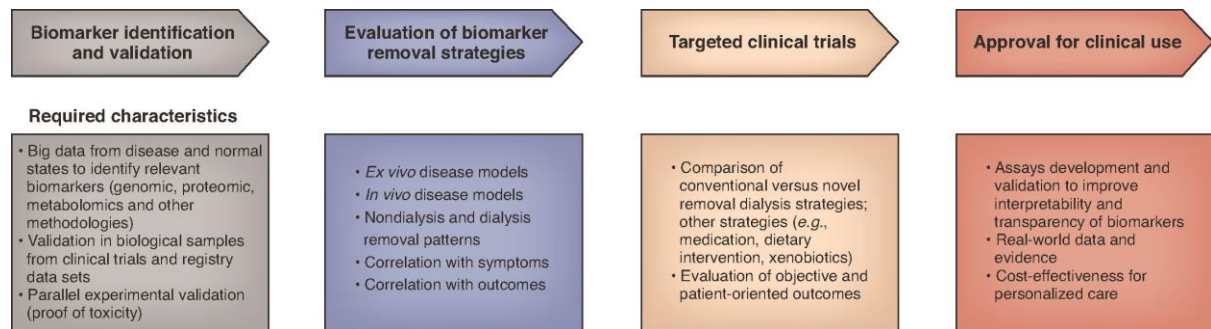 Biomarker identification
and validation
Evaluation of biomarker
removal strategies
Targeted clinical trials
Approval for clinical use
Required characteristics
• Big data from disease and normal
states to identify relevant
biomarkers (genomic, proteomic,
metabolomics and other
methodologies)
• Validation in biological samples
from clinical trials and registry
data sets
• Parallel experimental validation
(proof of toxicity)
• Ex vivo disease models
• In vivo disease models
• Nondialysis and dialysis
removal patterns
• Correlation with symptoms
• Correlation with outcomes
• Comparison of
conventional versus novel
removal dialysis strategies;
other strategies (e.g.,
medication, dietary
intervention, xenobiotics)
• Evaluation of objective and
patient-oriented outcomes
• Assays development and
validation to improve
interpretability and
transparency of biomarkers
• Real-world data and
evidence
• Cost-effectiveness for
personalized care